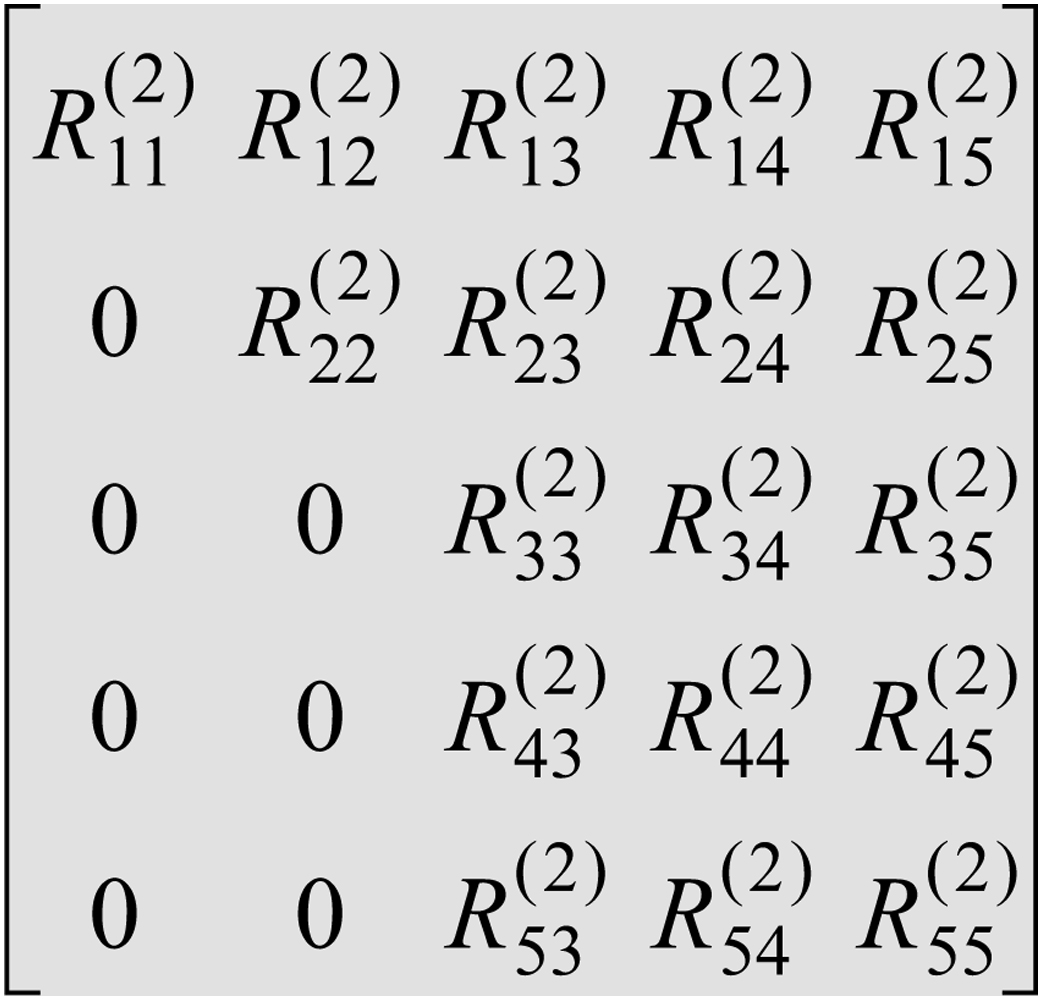 R_{11}^{(2)} R_{12}^{(2)} R_{13}^{(2)} R_{14}^{(2)} R_{15}^{(2)}
0 R_{22}^{(2)} R_{23}^{(2)} R_{24}^{(2)} R_{25}^{(2)}
0 0 R_{33}^{(2)} R_{34}^{(2)} R_{35}^{(2)}
0 0 R_{43}^{(2)} R_{44}^{(2)} R_{45}^{(2)}
0 0 R_{53}^{(2)} R_{54}^{(2)} R_{55}^{(2)}